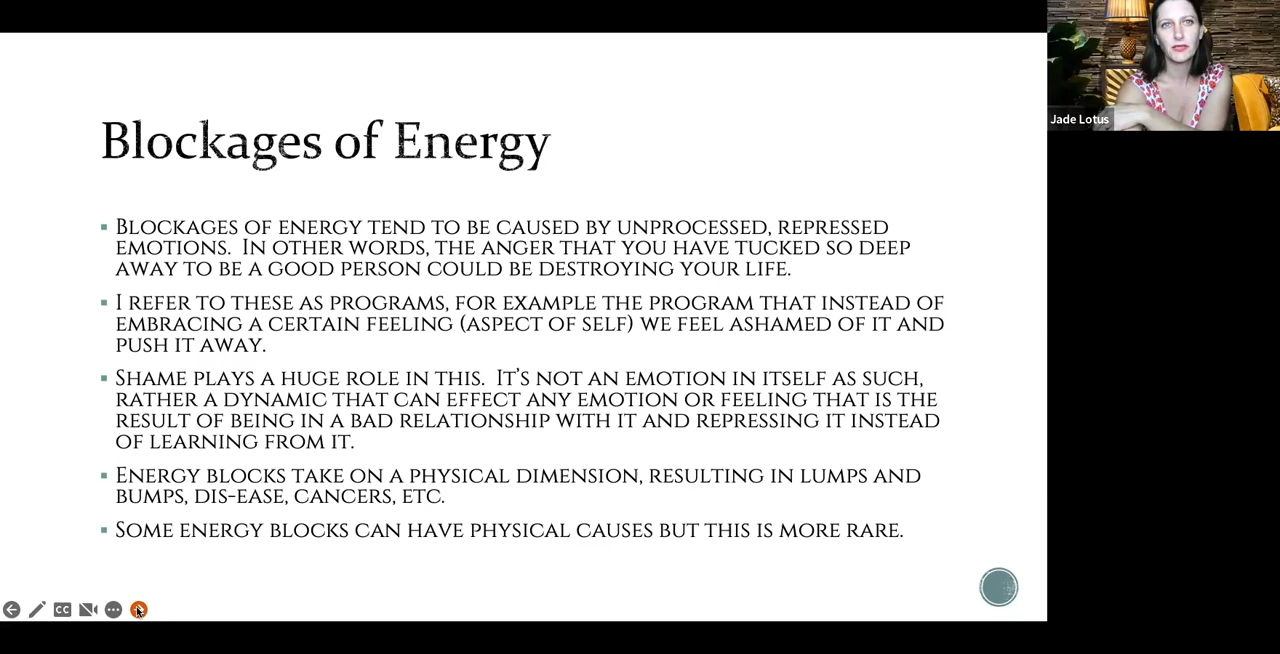 Blockages of Energy
Blockages of energy tend to be caused by unprocessed, repressed
emotions.  In other words, the anger that you have tucked so deep
away to be a good person could be destroying your life.
I refer to these as programs, for example the program that instead of
embracing a certain feeling (aspect of self) we feel ashamed of it and
push it away.
Shame plays a huge role in this.  It's not an emotion in itself as such,
rather a dynamic that can effect any emotion or feeling that is the
result of being in a bad relationship with it and repressing it instead
of learning from it.
Energy blocks take on a physical dimension, resulting in lumps and
bumps, dis-ease, cancers, etc.
Some energy blocks can have physical causes but this is more rare.
Jade Lotus
CC